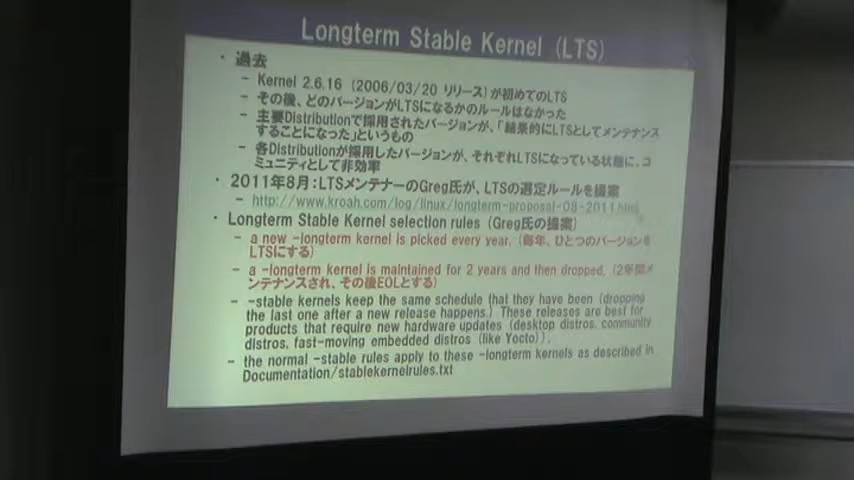 Longterm Stable Kernel (LTS)
・ 過去
– Kernel 2.6.16 (2006/03/20 リリース)が初めてのLTS
– その後、どのバージョンがLTSになるかのルールはなかった
– 主要Distributionで採用されたバージョンが、「結果的にLTSとしてメンテナンス
することになった」というもの
– 各Distributionが採用したバージョンが、それぞれLTSになっている状態に、コ
ミュニティとして非効率
・ 2011年8月：LTSメンテナーのGreg氏が、LTSの選定ルールを提案
– http://www.kroah.com/log/linux/longterm-proposal-08-2011.html
・ Longterm Stable Kernel selection rules (Greg氏の提案)
– a new -longterm kernel is picked every year. (毎年、ひとつのバージョンを
LTSにする)
– a -longterm kernel is maintained for 2 years and then dropped. (2年間メ
ンテナンスされ、その後EOLとする)
– -stable kernels keep the same schedule that they have been (dropping
the last one after a new release happens.) These releases are best for
products that require new hardware updates (desktop distros, community
distros, fast-moving embedded distros (like Yocto)).
– the normal -stable rules apply to these -longterm kernels as described in
Documentation/stablekernelrules.txt